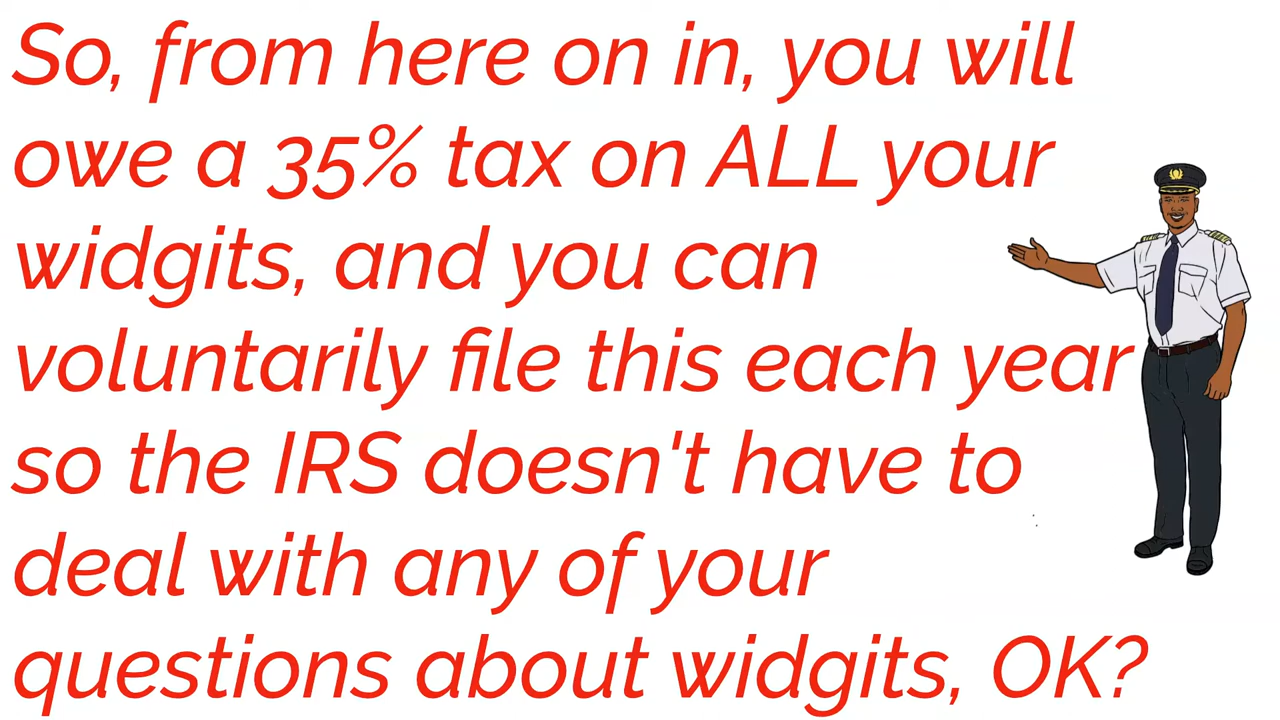 So, from here on in, you will
owe a 35% tax on ALL your
widgits, and you can
voluntarily file this each year
so the IRS doesn't have to
deal with any of your
questions about widgits, OK?